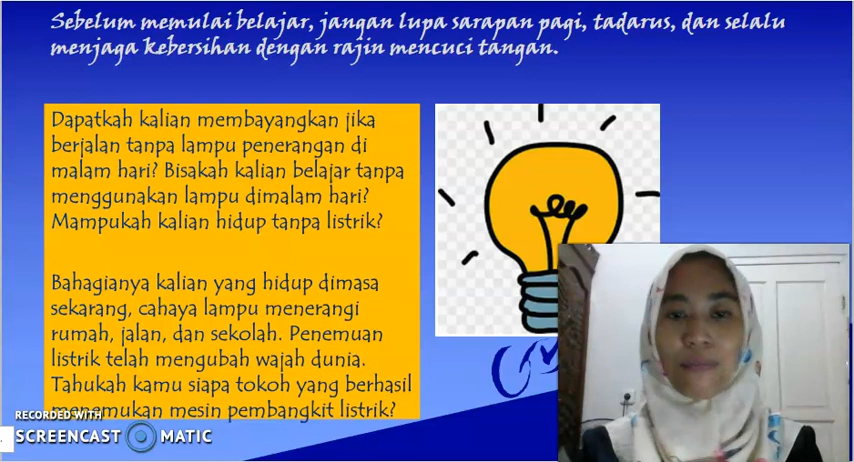 Sebelum memulai belajar, jangan lupa sarapan pagi, tadarus, dan selalu
menjaga kebersihan dengan rajin mencuci tangan.
Dapatkah kalian membayangkan jika
berjalan tanpa lampu penerangan di
malam hari? Bisakah kalian belajar tanpa
menggunakan lampu dimalam hari?
Mampukah kalian hidup tanpa listrik?
Bahagianya kalian yang hidup dimasa
sekarang, cahaya lampu menerangi
rumah, jalan, dan sekolah. Penemuan
listrik telah mengubah wajah dunia.
Tahukah kamu siapa tokoh yang berhasil
mesin pembangkit listrik?
RECORDED WITH
SCREENCAST MATIC